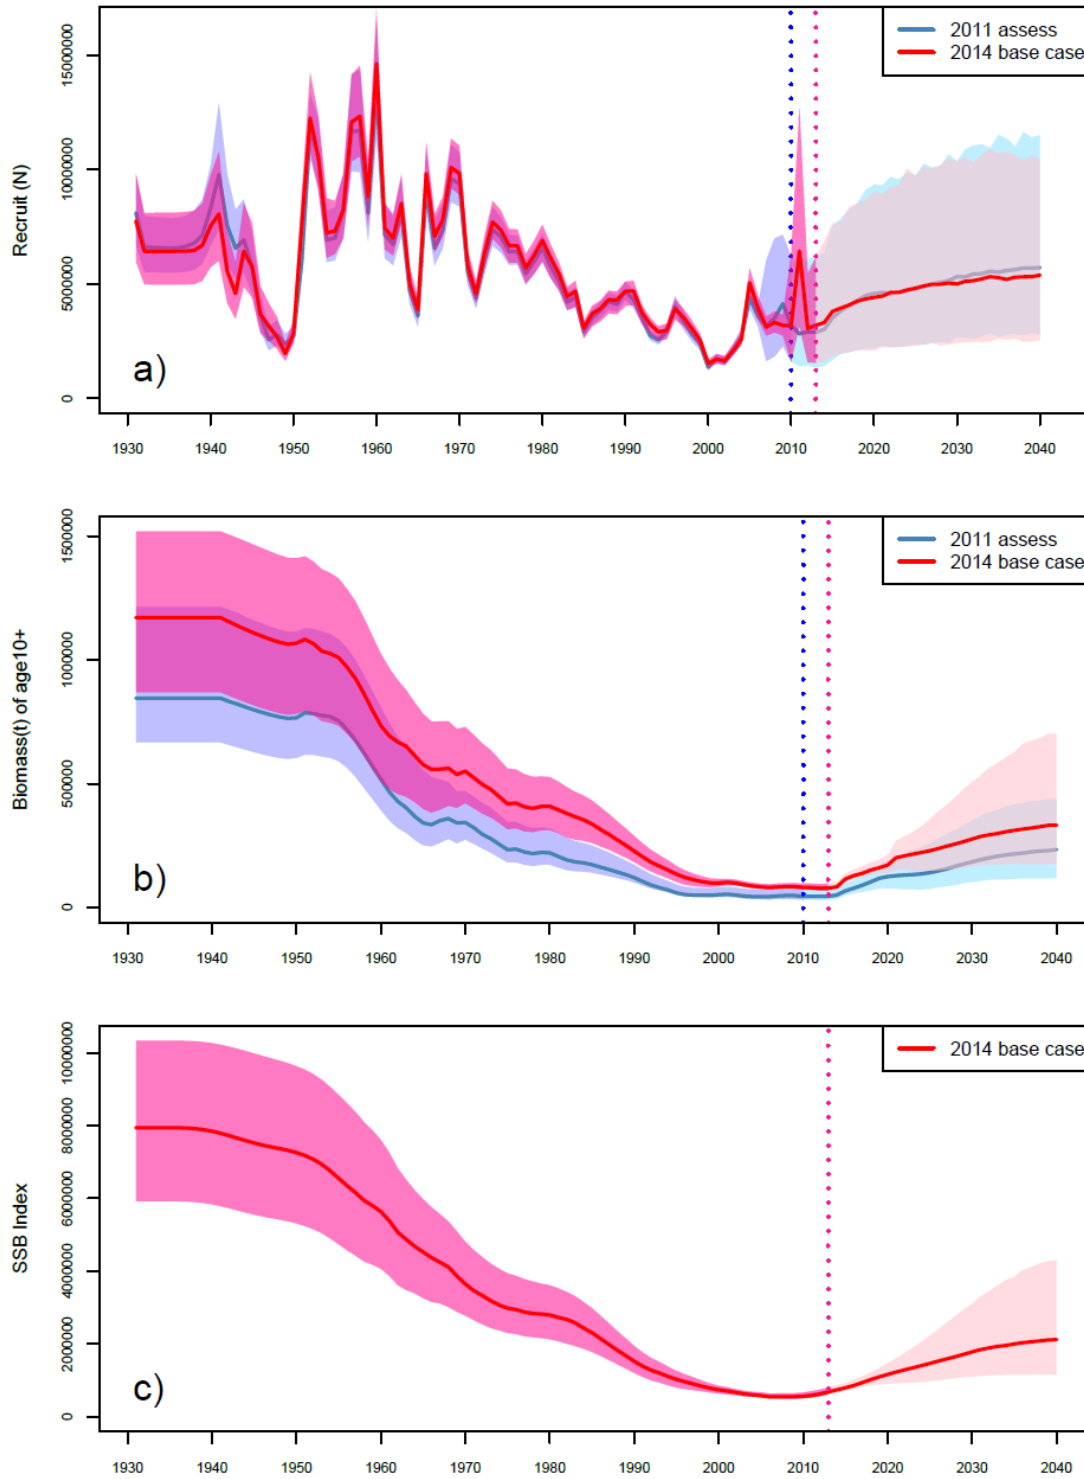 2011 assess
2014 base case
Recruit (N)
15000000
10000000
5000000
0
a)
1930 1940 1950 1960 1970 1980 1990 2000 2010 2020 2030 2040
2011 assess
2014 base case
Biomass(t) of age10+
1500000
1000000
500000
0
b)
1930 1940 1950 1960 1970 1980 1990 2000 2010 2020 2030 2040
2014 base case
SSB Index
10000000
8000000
6000000
4000000
2000000
0
c)
1930 1940 1950 1960 1970 1980 1990 2000 2010 2020 2030 2040